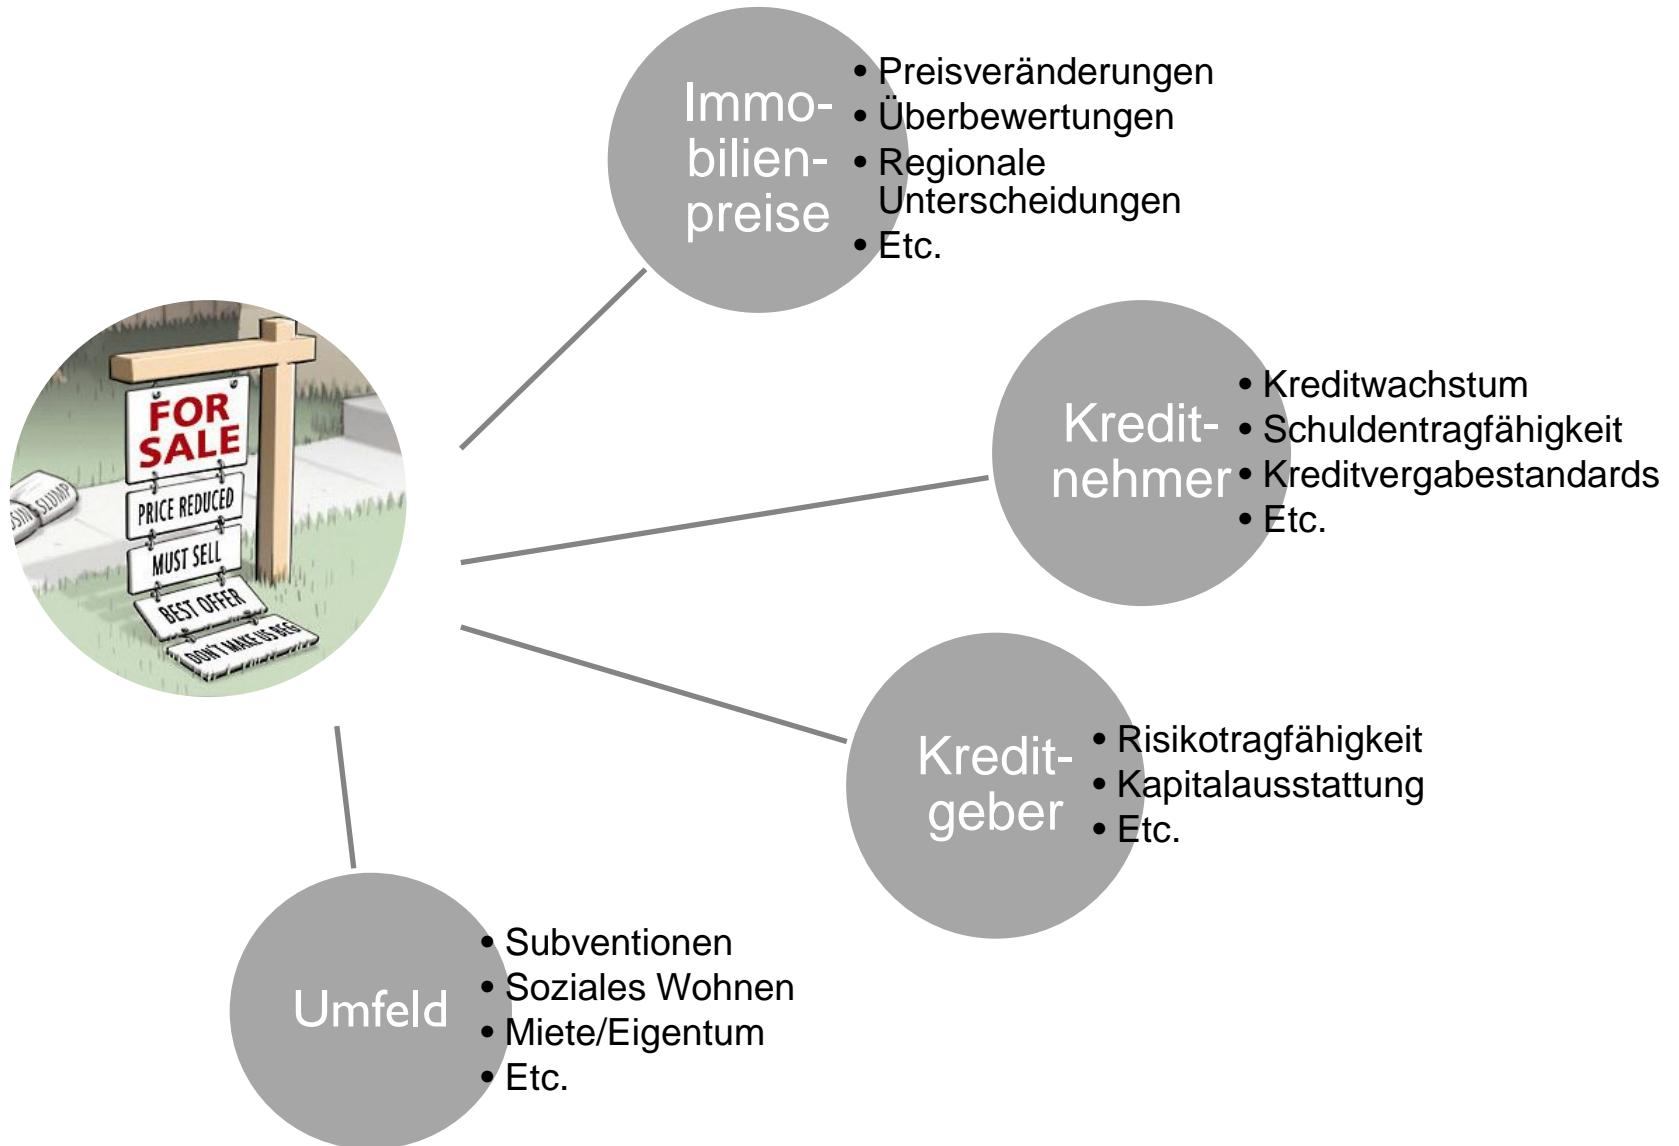 Immo-
bilien-
preise
• Preisveränderungen
• Überbewertungen
• Regionale
Unterscheidungen
• Etc.
Kredit-
nehmer
• Kreditwachstum
• Schuldentragfähigkeit
• Kreditvergabestandards
• Etc.
FOR
SALE
PRICE REDUCED
MUST SELL
BEST OFFER
DON'T MAKE US BEG
SLUMP
Kredit-
geber
• Risikotragfähigkeit
• Kapitalausstattung
• Etc.
Umfeld
• Subventionen
• Soziales Wohnen
• Miete/Eigentum
• Etc.